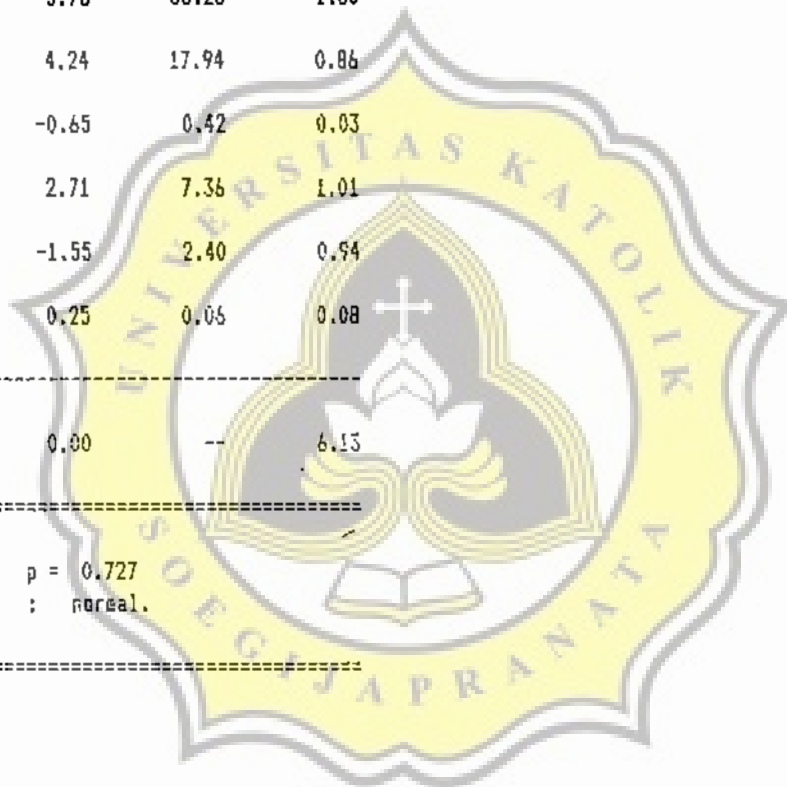 4.24 17.94 0.86
-0.65 0.42 0.03
2.71 7.36 1.01
-1.55 2.40 0.94
0.25 0.06 0.08
0.00 -- 6.13
p = 0.727
: normal.
UNIVERSITAS KATOLIK
SOEGIJAPRANATA